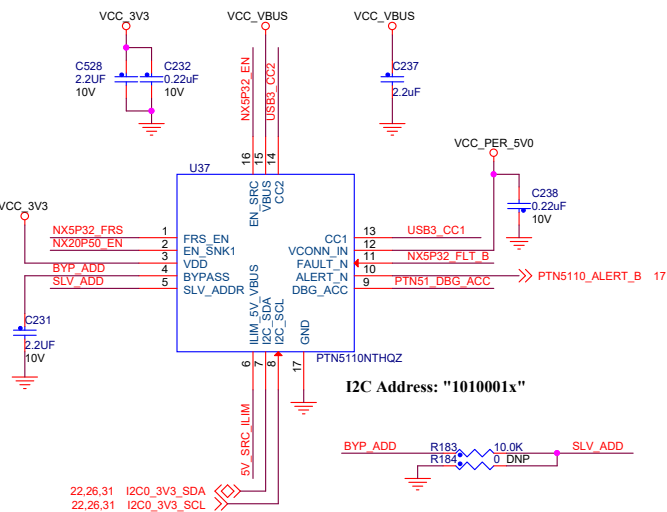 VCC_3V3
VCC_VBUS
VCC_VBUS
C528
2.2UF
10V
C232
0.22uF
10V
NX5P32_EN
USB3_CC2
C237
2.2uF
VCC_PER_5V0
C238
0.22uF
10V
16
15
14
U37
EN_SRC
VBUS
CC2
VCC_3V3
NX5P32_FRS
1
FRS_EN
NX20P50_EN
2
EN_SNK1
3
VDD
BYP_ADD
4
BYPASS
SLV_ADD
5
SLV_ADDR
CC1
13
USB3_CC1
VCONN_IN
12
FAULT_N
11
NX5P32_FLT_B
ALERT_N
10
PTN5110_ALERT_B 17
DBG_ACC
9
PTN51_DBG_ACC
ILIM_5V_VBUS
I2C_SDA
I2C_SCL
GND
PTN5110NTHQZ
6
7
8
17
C231
2.2UF
10V
I2C Address: "1010001x"
5V_SRC_ILIM
BYP_ADD
R183
10.0K
SLV_ADD
R184
0 DNP
22,26,31 I2C0_3V3_SDA
22,26,31 I2C0_3V3_SCL